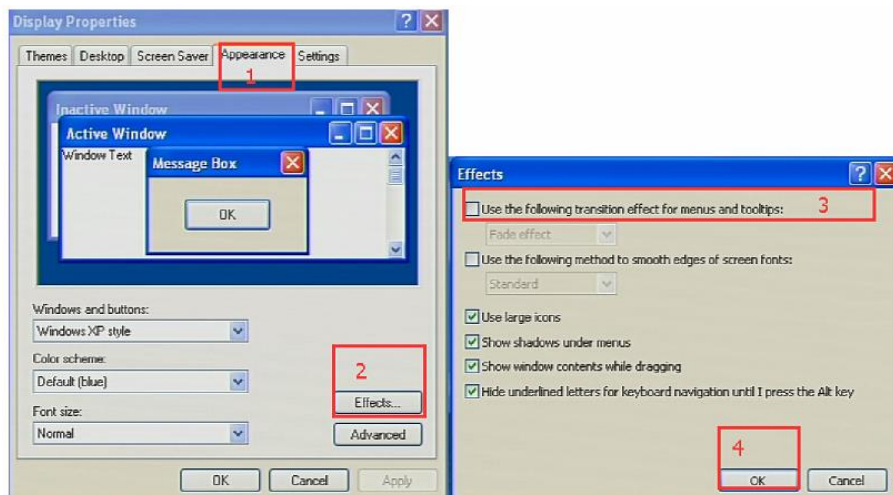 Display Properties
Themes Desktop Screen Saver Appearance Settings
1
Inactive Window
Active Window
Window Text
Message Box
OK
Windows and buttons:
Windows XP style
Color scheme:
Default (blue)
2
Effects...
Font size:
Normal
Advanced
OK Cancel Apply
Effects
Use the following transition effect for menus and tooltips: 3
Fade effect
Use the following method to smooth edges of screen fonts:
Standard
Use large icons
Show shadows under menus
Show window contents while dragging
Hide underlined letters for keyboard navigation until I press the Alt key
4
OK Cancel